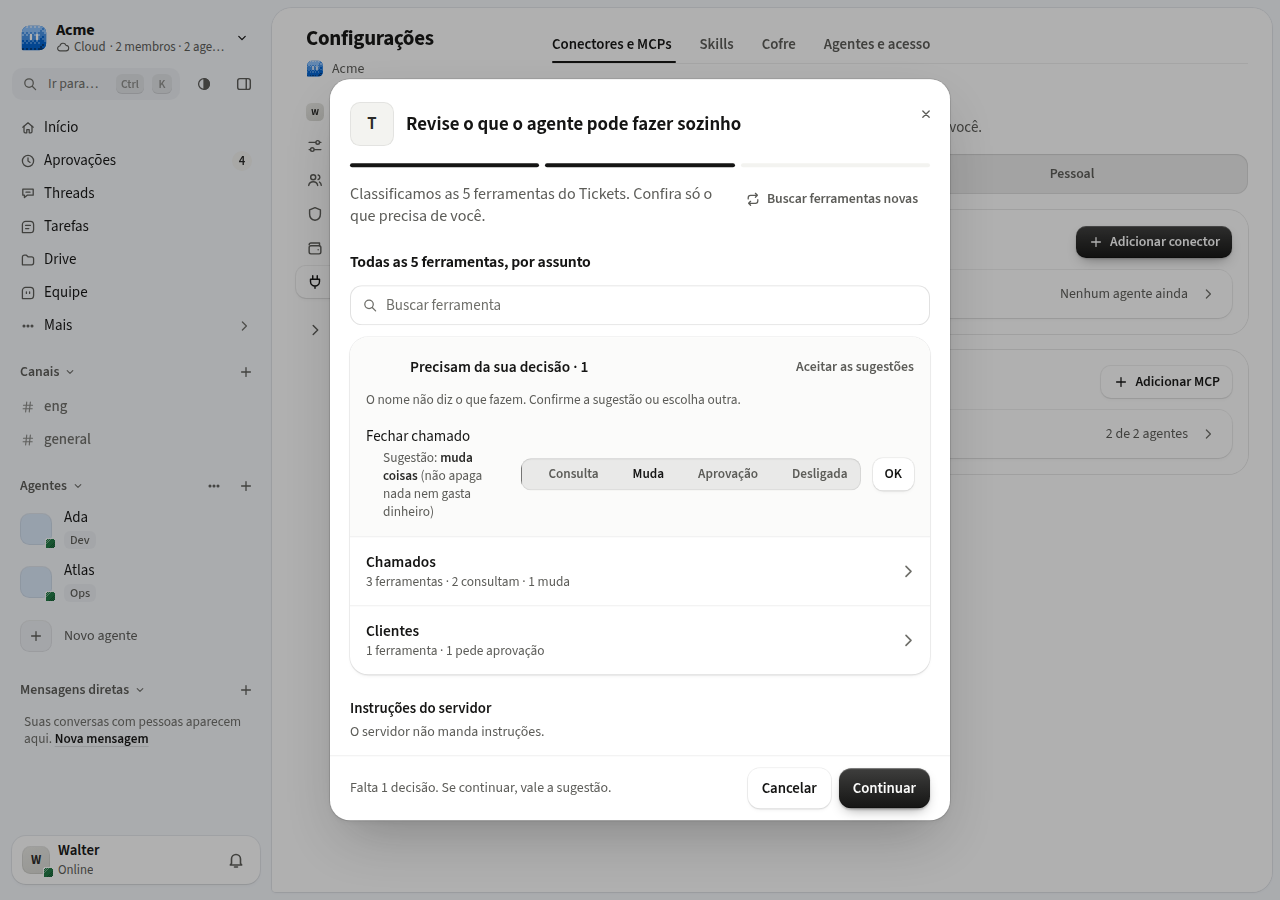 Acme
Cloud · 2 membros · 2 age…
Ir para…
Ctrl
K
Início
Aprovações
4
Threads
Tarefas
Drive
Equipe
Mais
Canais
# eng
# general
Agentes
Ada
Dev
Atlas
Ops
Novo agente
Mensagens diretas
Suas conversas com pessoas aparecem
aqui. Nova mensagem
W
Walter
Online
Configurações
Acme
W
Conectores e MCPs
Skills
Cofre
Agentes e acesso
você.
Pessoal
Adicionar conector
Nenhum agente ainda
Adicionar MCP
2 de 2 agentes
T
Revise o que o agente pode fazer sozinho
Classificamos as 5 ferramentas do Tickets. Confira só o
que precisa de você.
Buscar ferramentas novas
Todas as 5 ferramentas, por assunto
Buscar ferramenta
Precisam da sua decisão · 1
Aceitar as sugestões
O nome não diz o que fazem. Confirme a sugestão ou escolha outra.
Fechar chamado
Sugestão: muda
coisas (não apaga
nada nem gasta
dinheiro)
Consulta
Muda
Aprovação
Desligada
OK
Chamados
3 ferramentas · 2 consultam · 1 muda
Clientes
1 ferramenta · 1 pede aprovação
Instruções do servidor
O servidor não manda instruções.
Falta 1 decisão. Se continuar, vale a sugestão.
Cancelar
Continuar